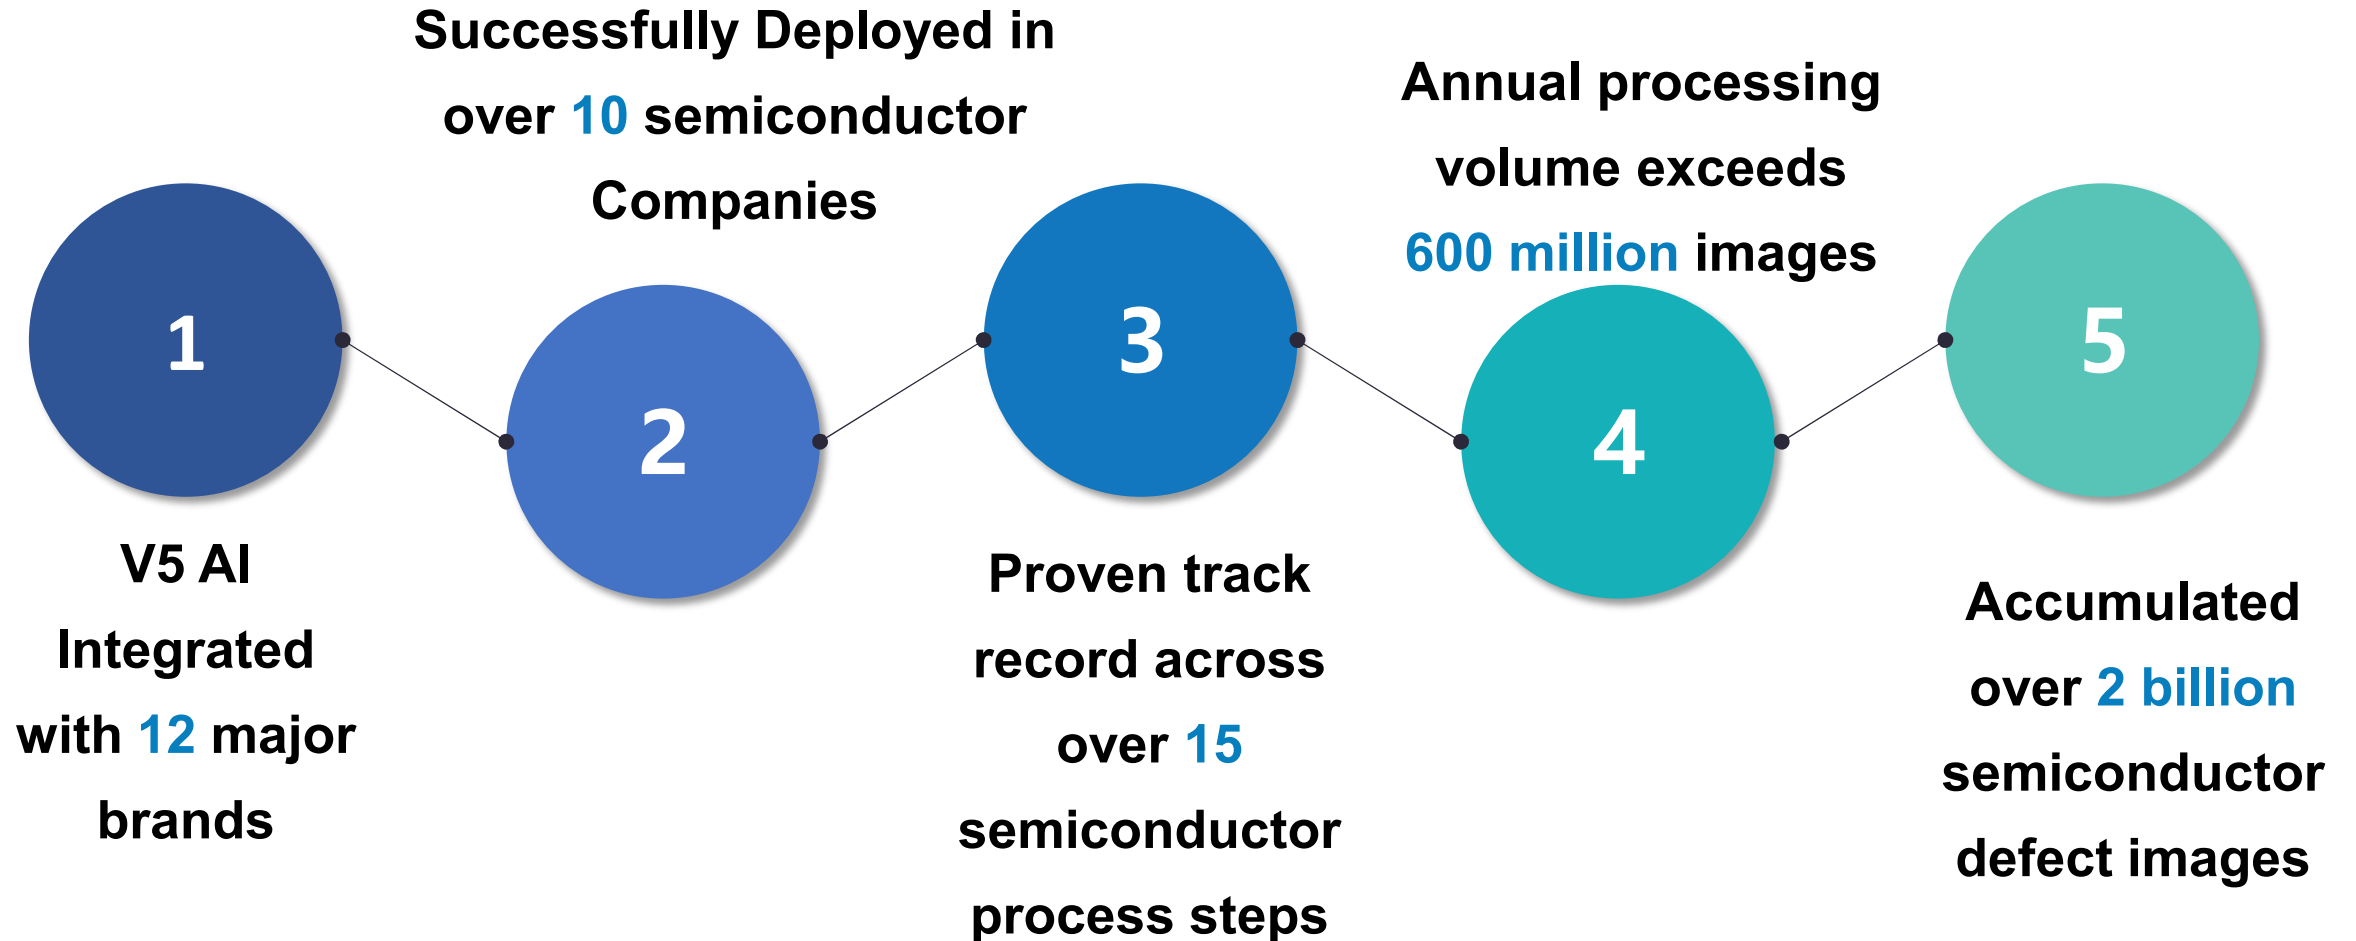 1
V5 AI
Integrated
with 12 major
brands
Successfully Deployed in
over 10 semiconductor
Companies
2
3
Proven track
record across
over 15
semiconductor
process steps
Annual processing
volume exceeds
600 million images
4
5
Accumulated
over 2 billion
semiconductor
defect images